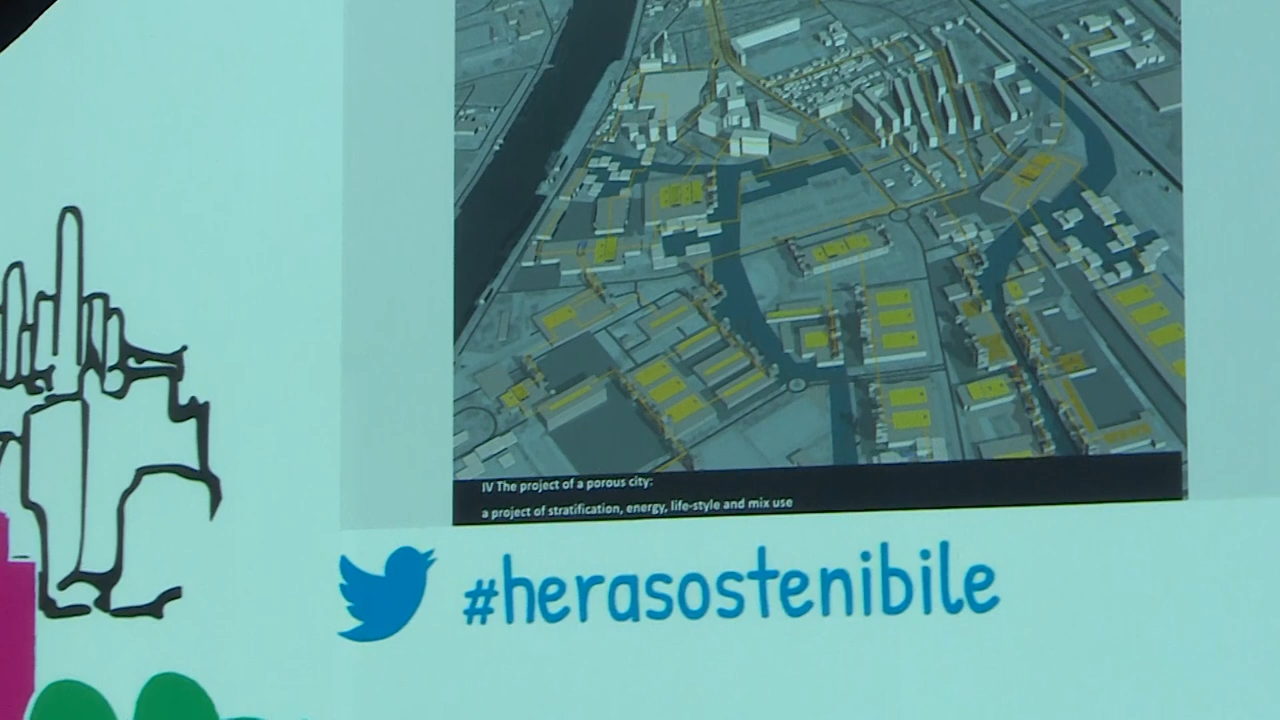 IV The project of a porous city:
a project of stratification, energy, life-style and mix use
#herasostenibile